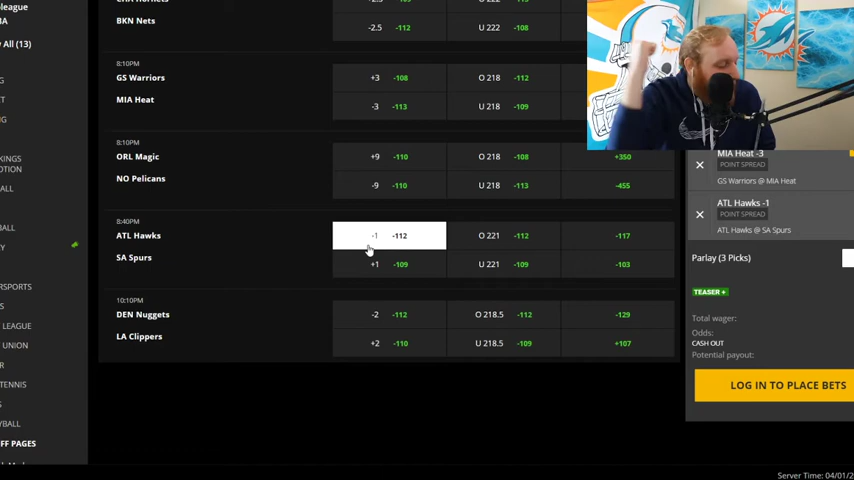 oleague
MA
y All (13)
BKN Nets -2.5 -112 U 222 -108
8:10PM
GS Warriors +3 -108 O 218 -112
MIA Heat -3 -113 U 218 -109
8:10PM
ORL Magic +9 -110 O 218 -108 +350
NO Pelicans -9 -110 U 218 -113 -455
8:40PM
ATL Hawks -1 -112 O 221 -112 -117
SA Spurs +1 -109 U 221 -109 -103
10:10PM
DEN Nuggets -2 -112 O 218.5 -112 -129
LA Clippers +2 -110 U 218.5 -109 +107
KINGS
OTION
ALL
Y
ORSPORTS
S
LEAGUE
UNION
R
TENNIS
YBALL
FF PAGES
MIA Heat -3
POINT SPREAD
GS Warriors @ MIA Heat
ATL Hawks -1
POINT SPREAD
ATL Hawks @ SA Spurs
Parlay (3 Picks)
TEASER +
Total wager:
Odds:
CASH OUT
Potential payout:
LOG IN TO PLACE BETS
Server Time: 04/01/2